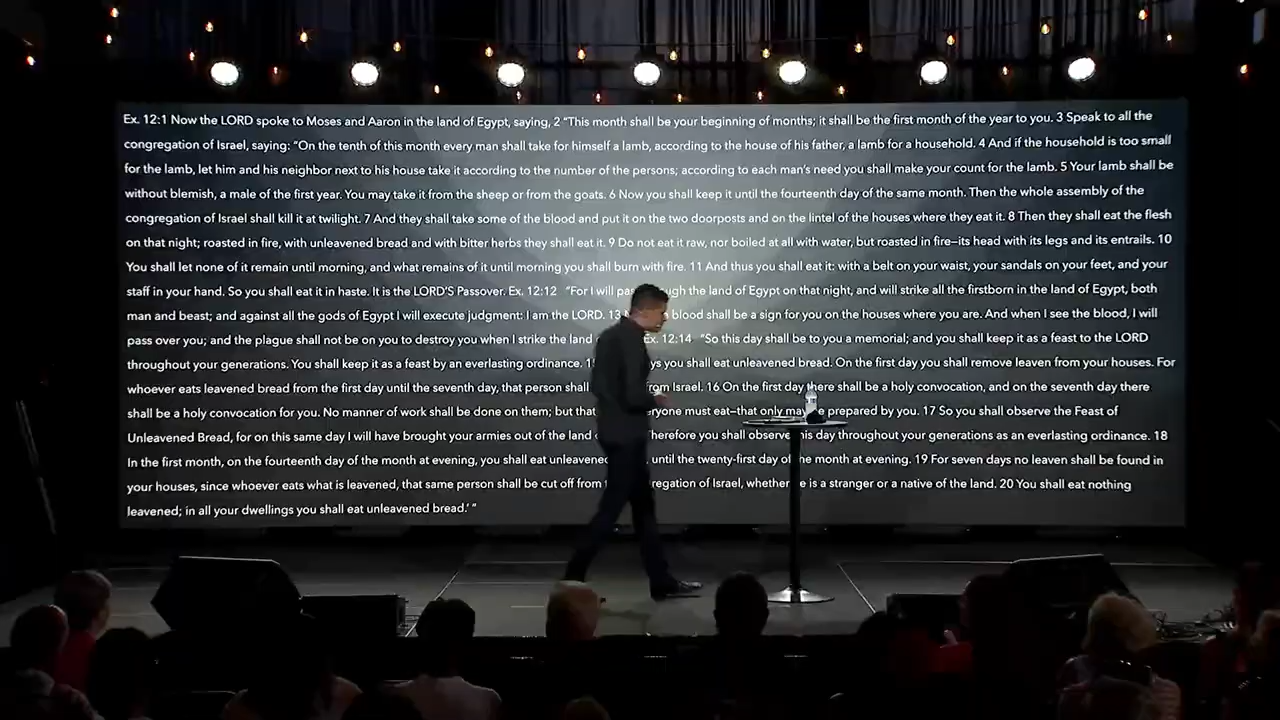 Ex. 12:1 Now the LORD spoke to Moses and Aaron in the land of Egypt, saying, 2 “This month shall be your beginning of months; it shall be the first month of the year to you. 3 Speak to all the
congregation of Israel, saying: “On the tenth of this month every man shall take for himself a lamb, according to the house of his father, a lamb for a household. 4 And if the household is too small
for the lamb, let him and his neighbor next to his house take it according to the number of the persons; according to each man’s need you shall make your count for the lamb. 5 Your lamb shall be
without blemish, a male of the first year. You may take it from the sheep or from the goats. 6 Now you shall keep it until the fourteenth day of the same month. Then the whole assembly of the
congregation of Israel shall kill it at twilight. 7 And they shall take some of the blood and put it on the two doorposts and on the lintel of the houses where they eat it. 8 Then they shall eat the flesh
on that night; roasted in fire, with unleavened bread and with bitter herbs they shall eat it. 9 Do not eat it raw, nor boiled at all with water, but roasted in fire—its head with its legs and its entrails. 10
You shall let none of it remain until morning, and what remains of it until morning you shall burn with fire. 11 And thus you shall eat it: with a belt on your waist, your sandals on your feet, and your
staff in your hand. So you shall eat it in haste. It is the LORD’S Passover. Ex. 12:12 “For I will the land of Egypt on that night, and will strike all the firstborn in the land of Egypt, both
man and beast; and against all the gods of Egypt I will execute judgment: I am the LORD. 13 blood shall be a sign for you on the houses where you are. And when I see the blood, I will
pass over you; and the plague shall not be on you to destroy you when I strike the land Ex. 12:14 “So this day shall be to you a memorial; and you shall keep it as a feast to the LORD
throughout your generations. You shall keep it as a feast by an everlasting ordinance. you shall eat unleavened bread. On the first day you shall remove leaven from your houses. For
whoever eats leavened bread from the first day until the seventh day, that person shall from Israel. 16 On the first day there shall be a holy convocation, and on the seventh day there
shall be a holy convocation for you. No manner of work shall be done on them; but that must eat—that only may be prepared by you. 17 So you shall observe the Feast of
Unleavened Bread, for on this same day I will have brought your armies out of the land Therefore you shall observe this day throughout your generations as an everlasting ordinance. 18
In the first month, on the fourteenth day of the month at evening, you shall eat until the twenty-first day of the month at evening. 19 For seven days no leaven shall be found in
your houses, since whoever eats what is leavened, that same person shall be cut off from of Israel, whether he is a stranger or a native of the land. 20 You shall eat nothing
leavened; in all your dwellings you shall eat unleavened bread.’ ”